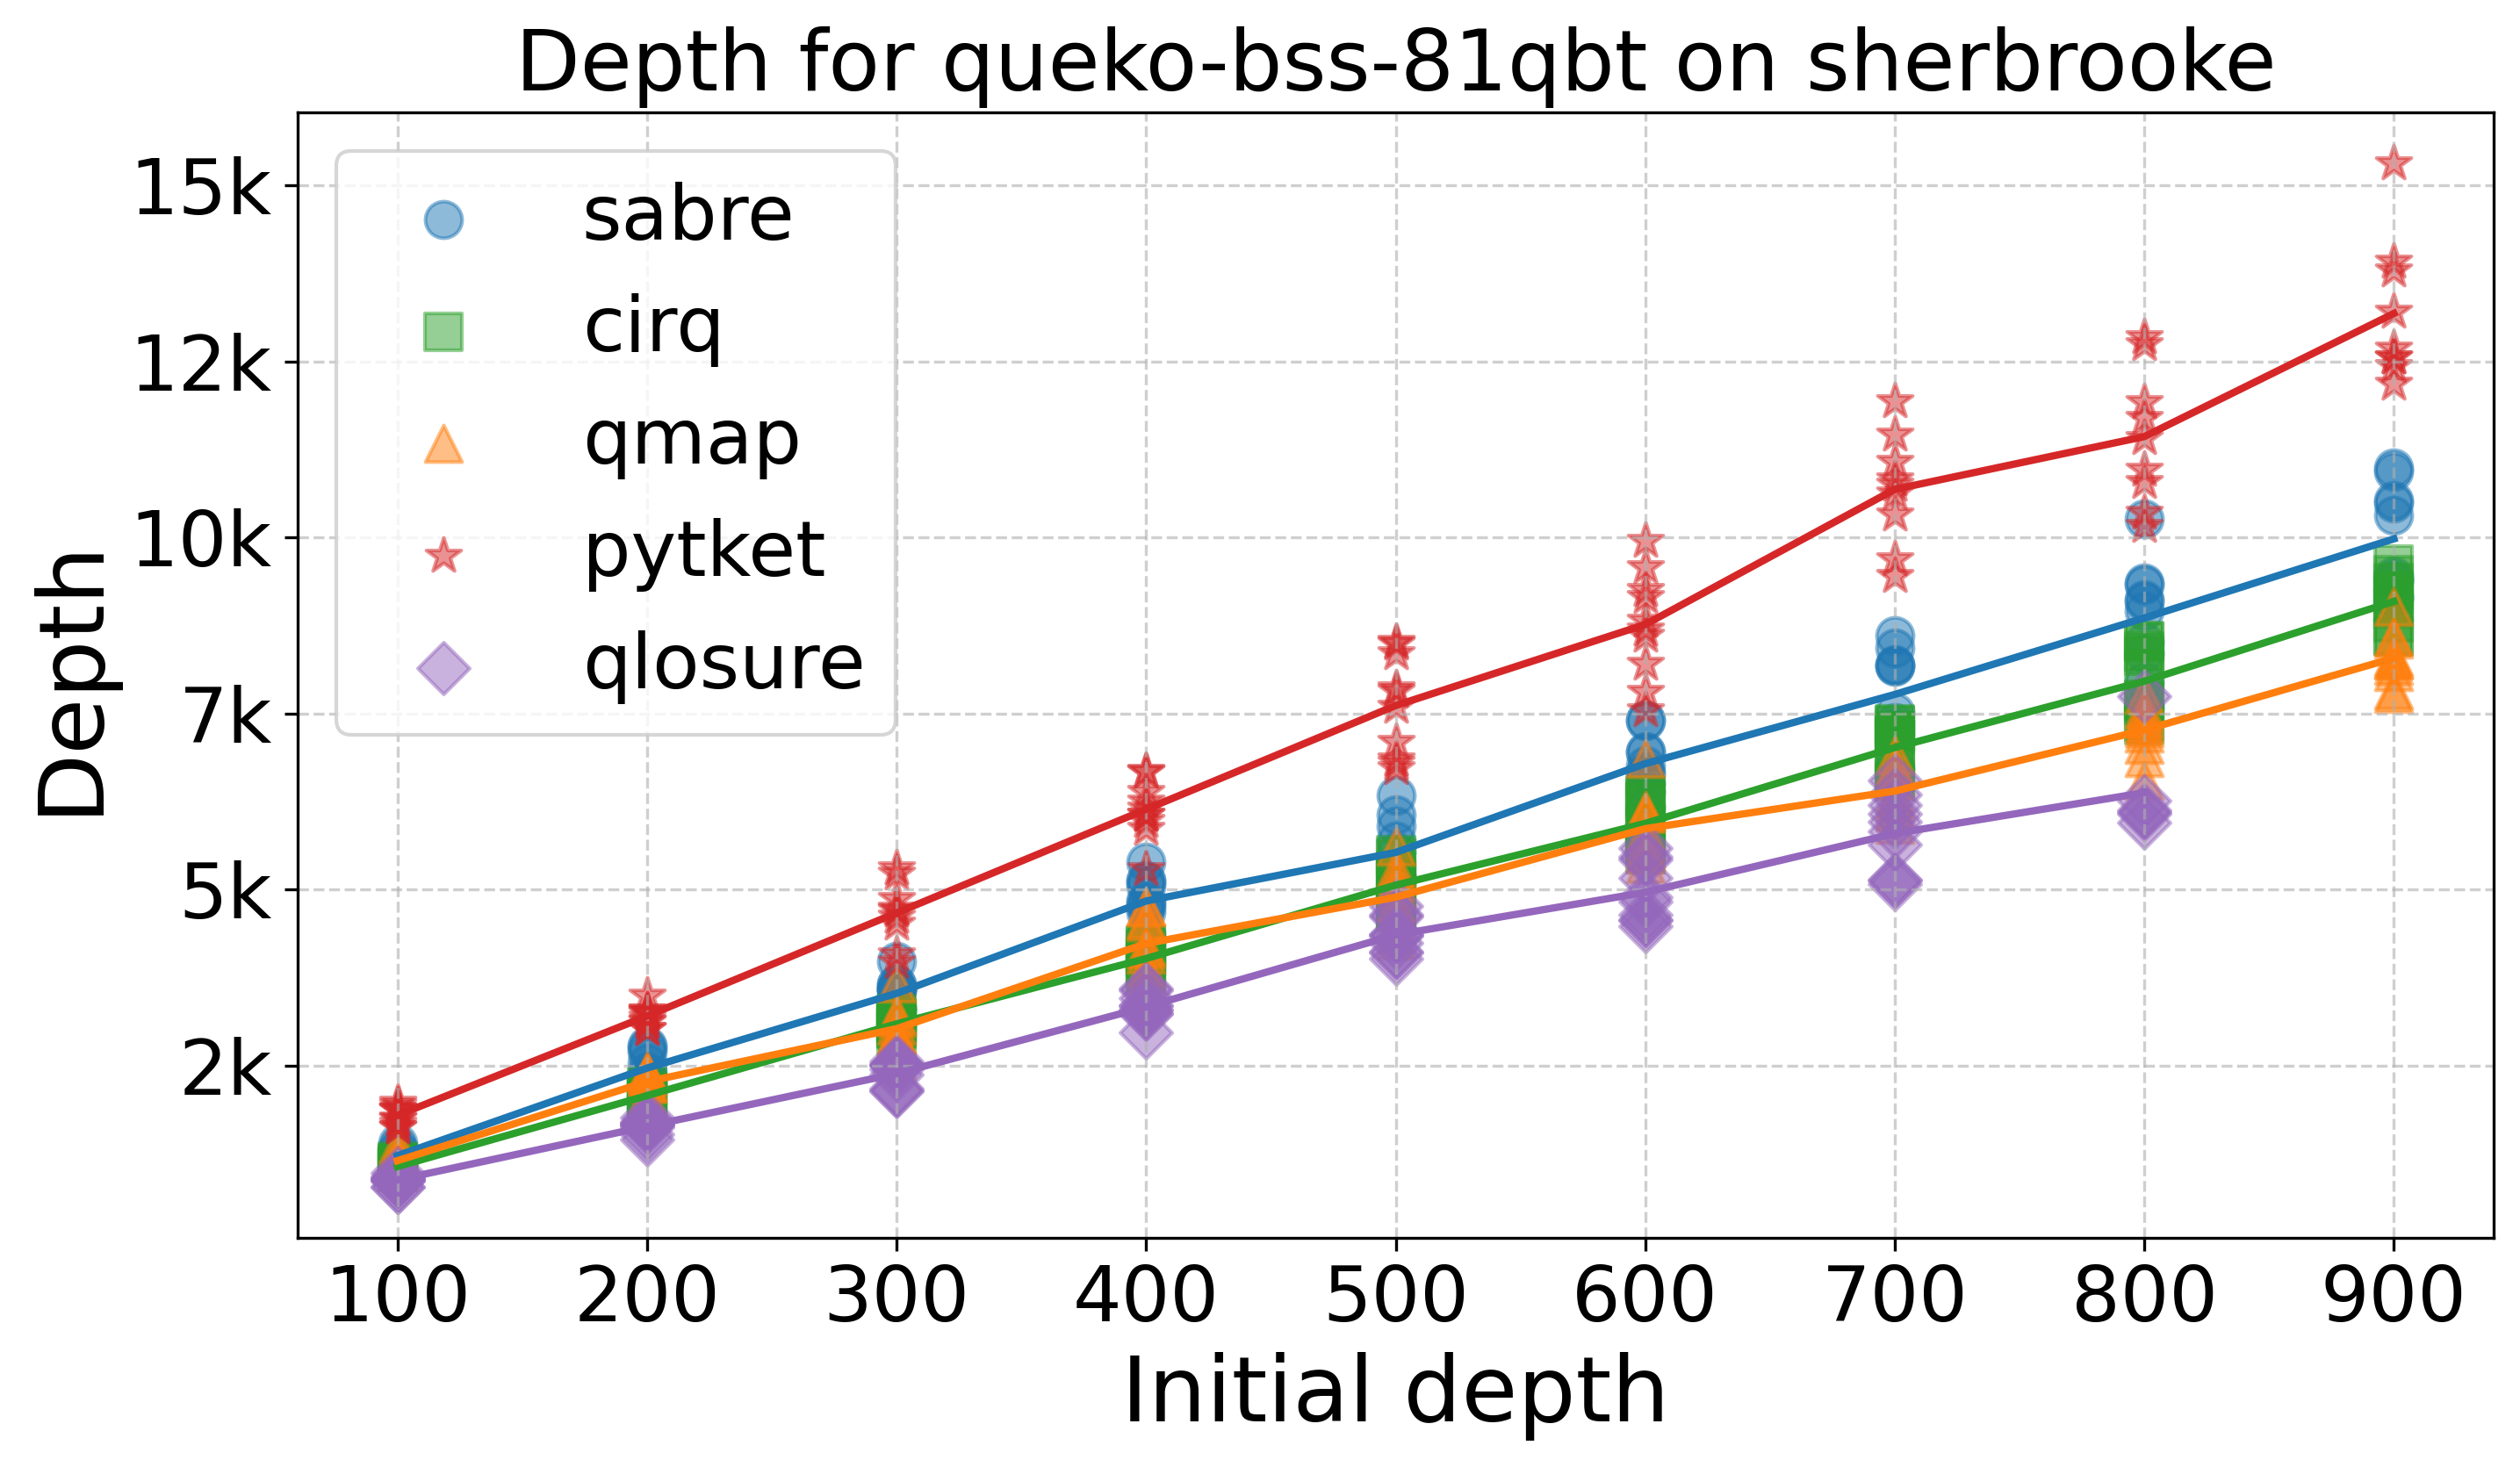 Depth for queko-bss-81qbt on sherbrooke
15k
12k
10k
7k
5k
2k
Depth
sabre
cirq
qmap
pytket
qlosure
100 200 300 400 500 600 700 800 900
Initial depth